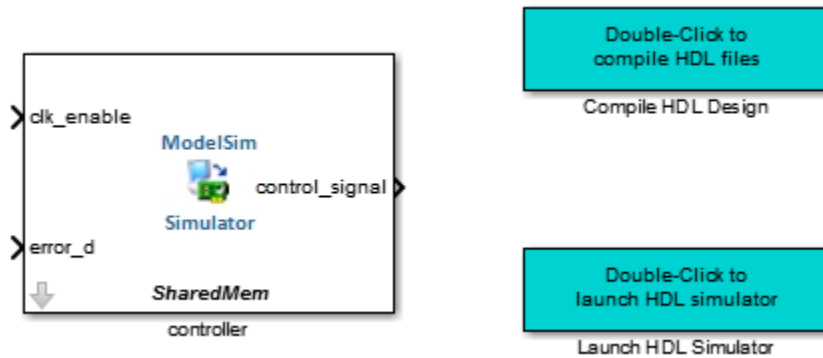 clk_enable
ModelSim
control_signal
Simulator
error_d
SharedMem
controller
Double-Click to
compile HDL files
Compile HDL Design
Double-Click to
launch HDL simulator
Launch HDL Simulator